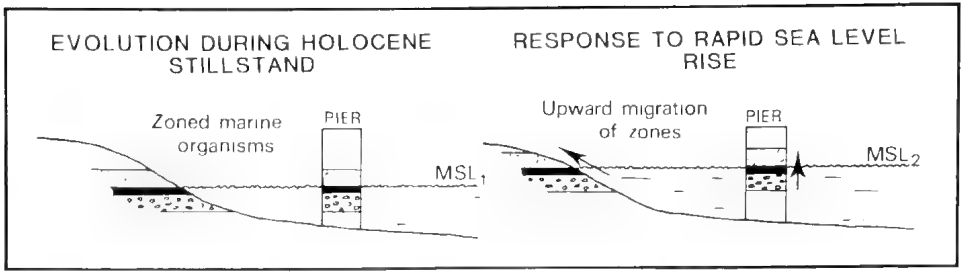 EVOLUTION DURING HOLOCENE
STILLSTAND
Zoned marine
organisms
PIER
MSL1
RESPONSE TO RAPID SEA LEVEL
RISE
Upward migration
of zones
PIER
MSL2